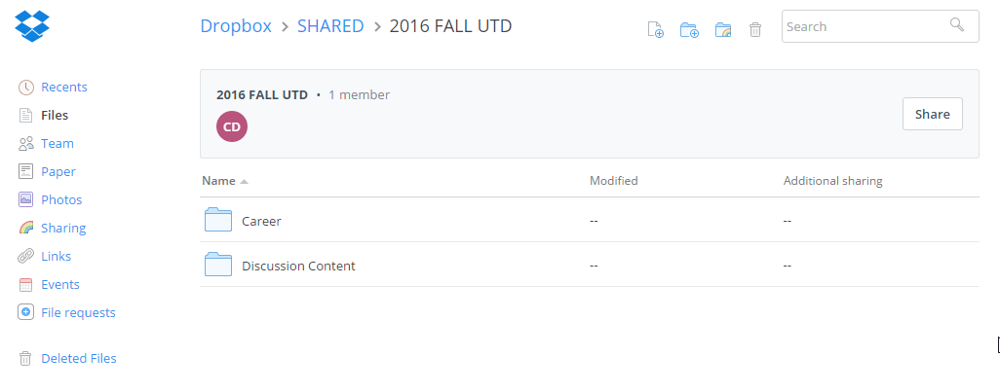 Dropbox > SHARED > 2016 FALL UTD
Search
Recents
Files
Team
Paper
Photos
Sharing
Links
Events
File requests
Deleted Files
2016 FALL UTD • 1 member
CD
Share
Name Modified Additional sharing
Career -- --
Discussion Content -- --